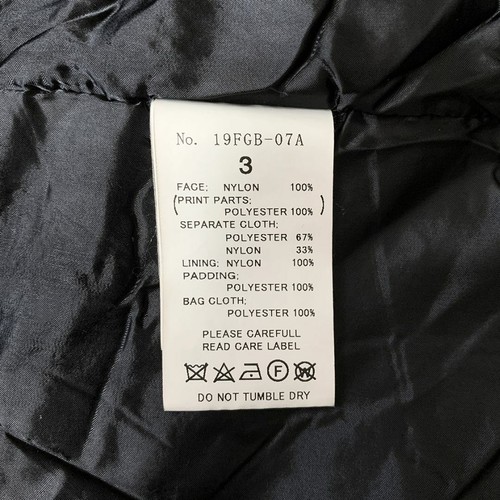 No. 19FGB-07A
3
FACE; NYLON 100%
(PRINT PARTS;
POLYESTER 100%)
SEPARATE CLOTH;
POLYESTER 67%
NYLON 33%
LINING; NYLON 100%
PADDING;
POLYESTER 100%
BAG CLOTH;
POLYESTER 100%
PLEASE CAREFULL
READ CARE LABEL
F W
DO NOT TUMBLE DRY